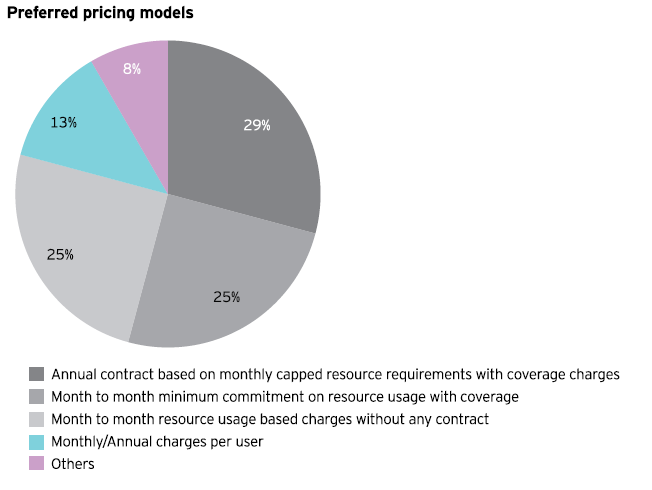 Preferred pricing models
8%
29%
13%
25%
25%
Annual contract based on monthly capped resource requirements with coverage charges
Month to month minimum commitment on resource usage with coverage
Month to month resource usage based charges without any contract
Monthly/Annual charges per user
Others